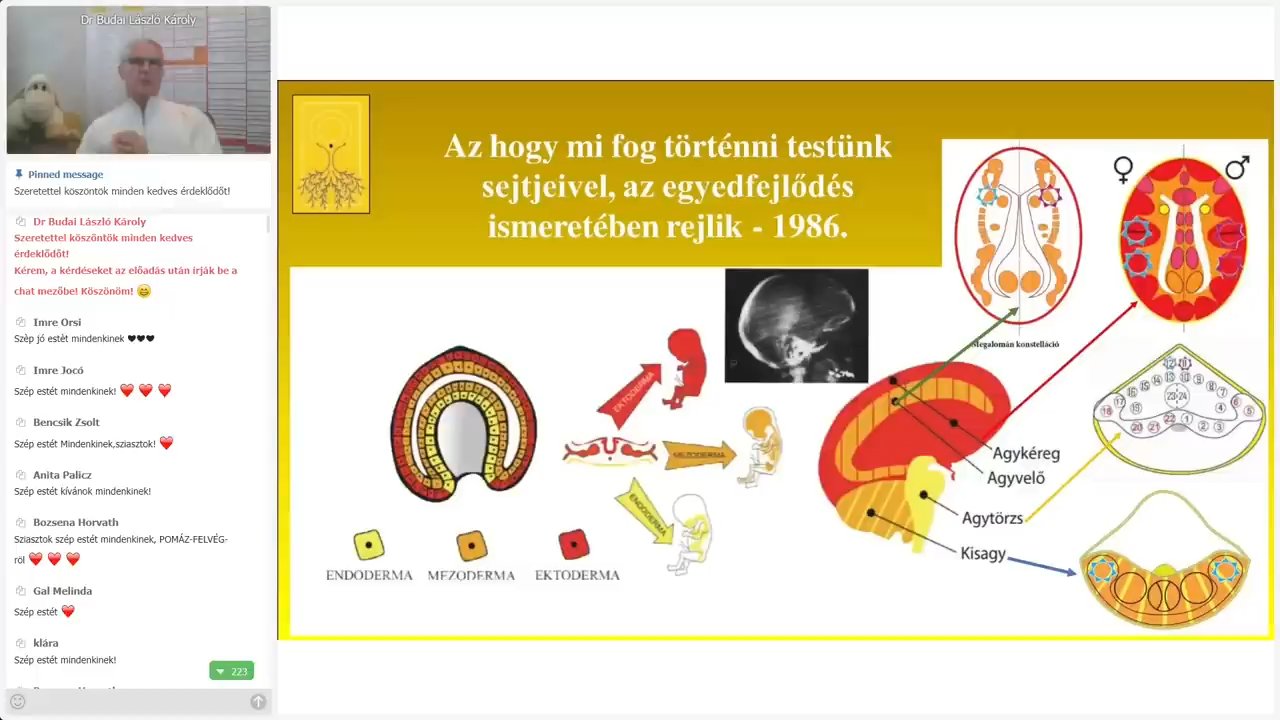 Dr Budai László Károly
Pinned message
Szeretettel köszöntök minden kedves érdeklődőt!
Dr Budai László Károly
Szeretettel köszöntök minden kedves
érdeklődőt!
Kérem, a kérdéseket az előadás után írják be a
chat mezőbe! Köszönöm! 😄
Imre Orsi
Szèp jó estèt mindenkinek ♥♥♥
Imre Jocó
Szép estét mindenkinek! ❤️ ❤️ ❤️
Bencsik Zsolt
Szép estét Mindenkinek,sziasztok! ❤️
Anita Palicz
Szép estét kívánok mindenkinek!
Bozsena Horvath
Sziasztok szép estét mindenkinek, POMÁZ-FELVÉG-
ról ❤️ ❤️ ❤️
Gal Melinda
Szép estét ❤️
klára
Szép estét mindenkinek!
223
Az hogy mi fog történni testünk
sejtjeivel, az egyedfejlődés
ismeretében rejlik - 1986.
ENDODERMA
MEZODERMA
EKTODERMA
EKTODERMA
MEZODERMA
ENDODERMA
Megalomán konstelláció
♀
♂
Agykéreg
Agyvelő
Agytörzs
Kisagy